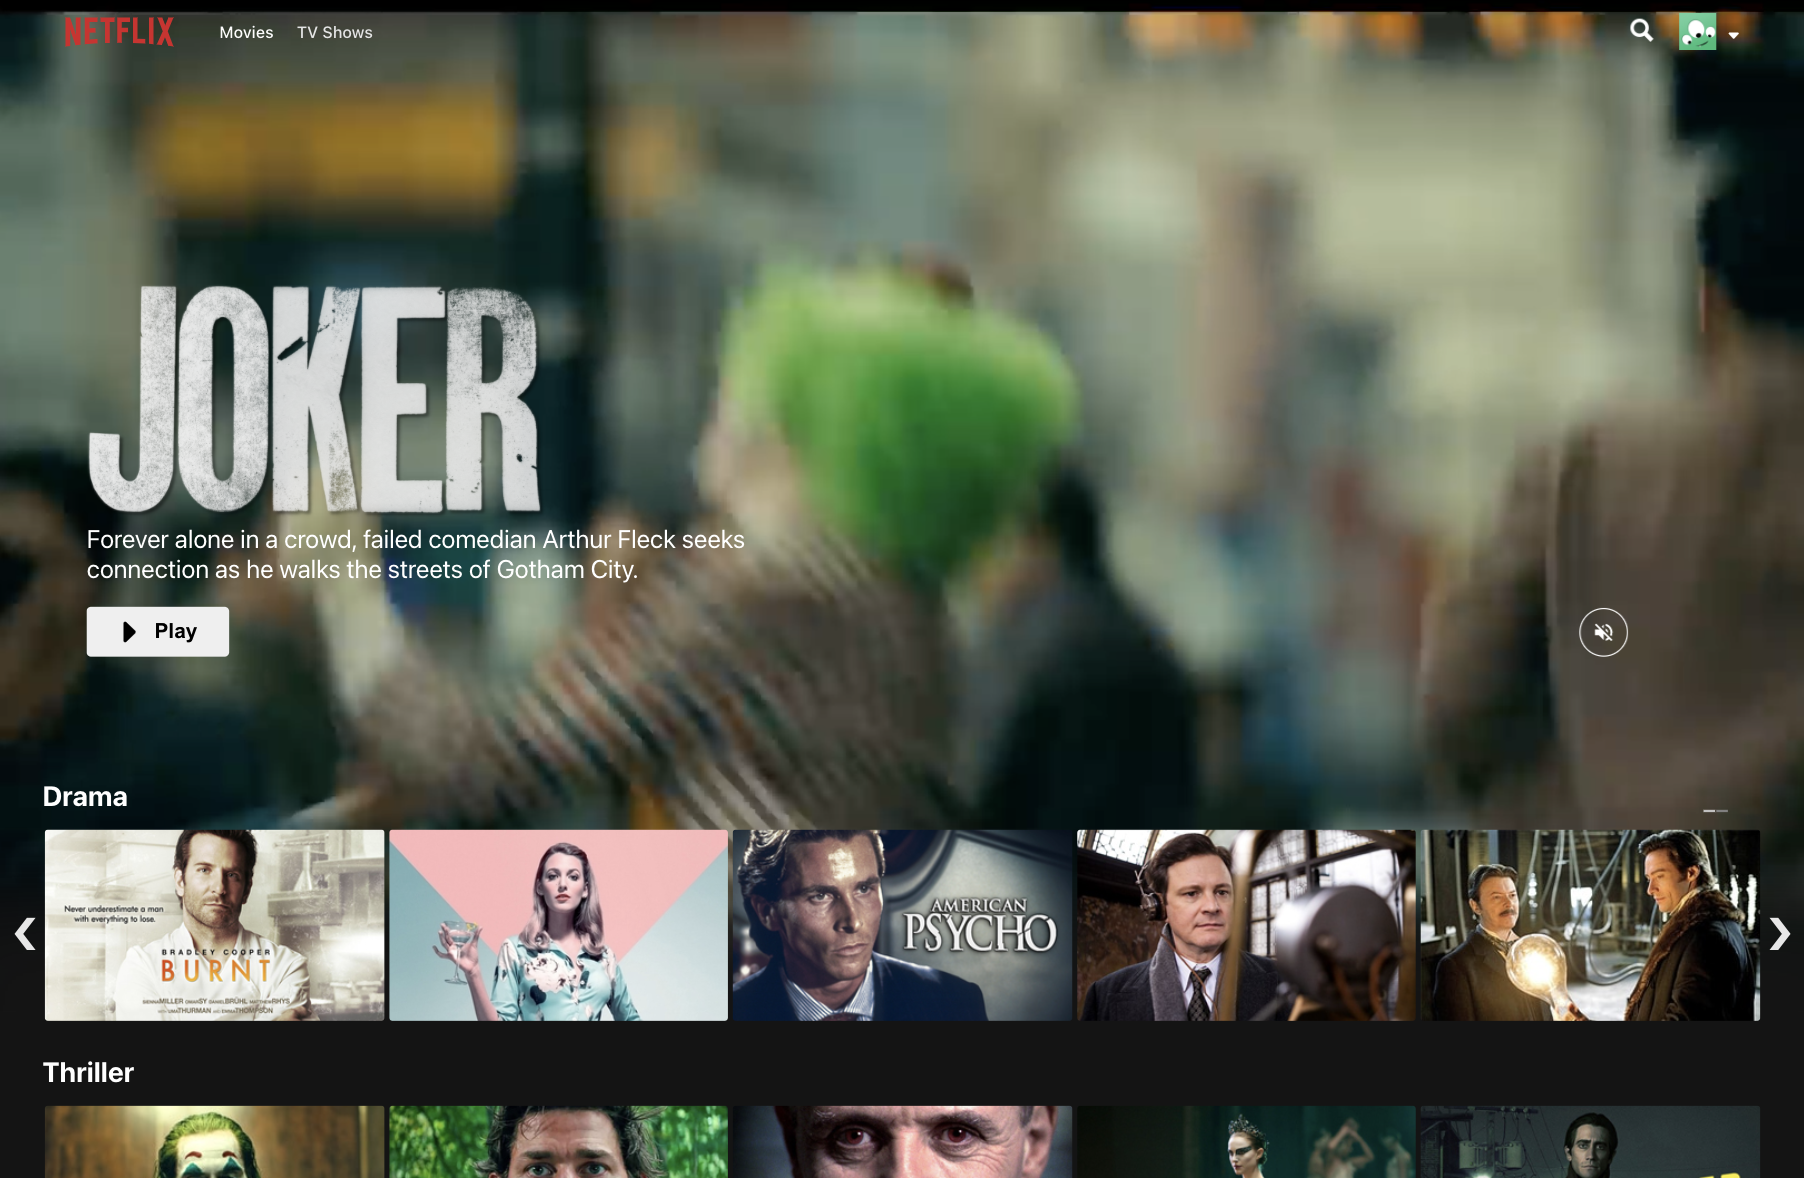 NETFLIX
Movies
TV Shows
JOKER
Forever alone in a crowd, failed comedian Arthur Fleck seeks
connection as he walks the streets of Gotham City.
Play
Drama
Never underestimate a man
with everything to lose.
BRADLEY COOPER
BURNT
SIENNA MILLER OMAR SY DANIEL BRÜHL MATTHEW RHYS
WITH UMA THURMAN AND EMMA THOMPSON
AMERICAN
PSYCHO
Thriller